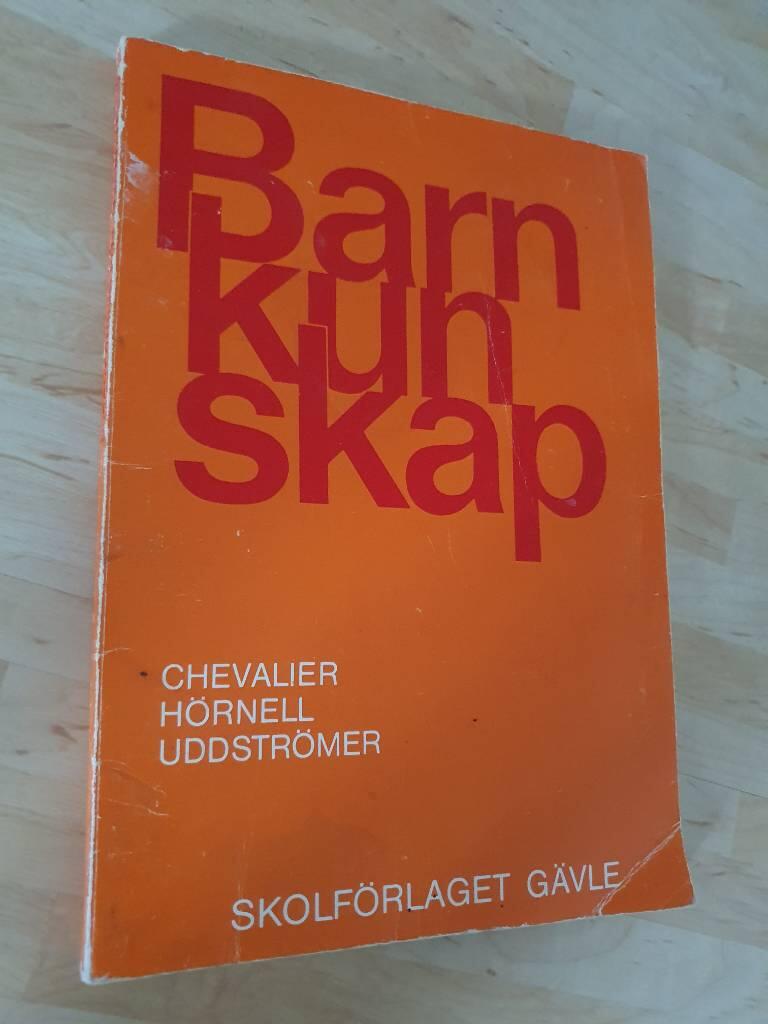 Barn
kun
skap
CHEVALIER
HÖRNELL
UDDSTRÖMER
SKOLFÖRLAGET GÄVLE